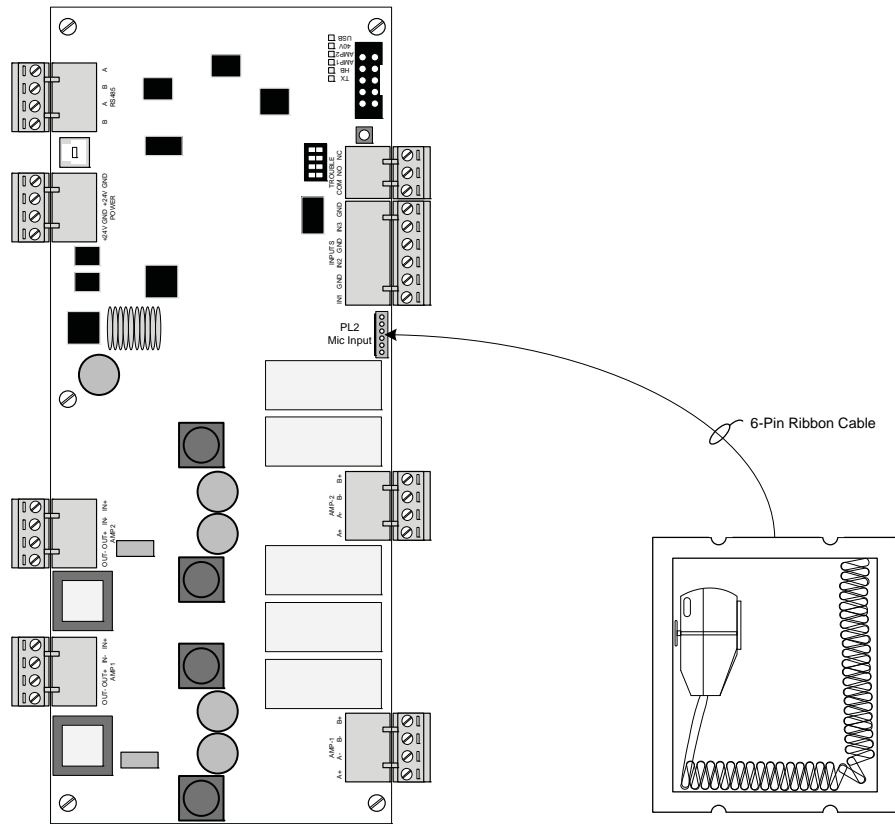 USB
40V
AMP2
AMP1
HB
TX
A
B
A
B
RS485
+24V GND +24V GND
POWER
COM NO NC
TROUBLE
IN1 GND IN2 GND IN3 GND
INPUTS
PL2
Mic Input
6-Pin Ribbon Cable
OUT- OUT+ IN- IN+
AMP2
A+ A- B- B+
AMP-2
OUT- OUT+ IN- IN+
AMP1
A+ A- B- B+
AMP-1